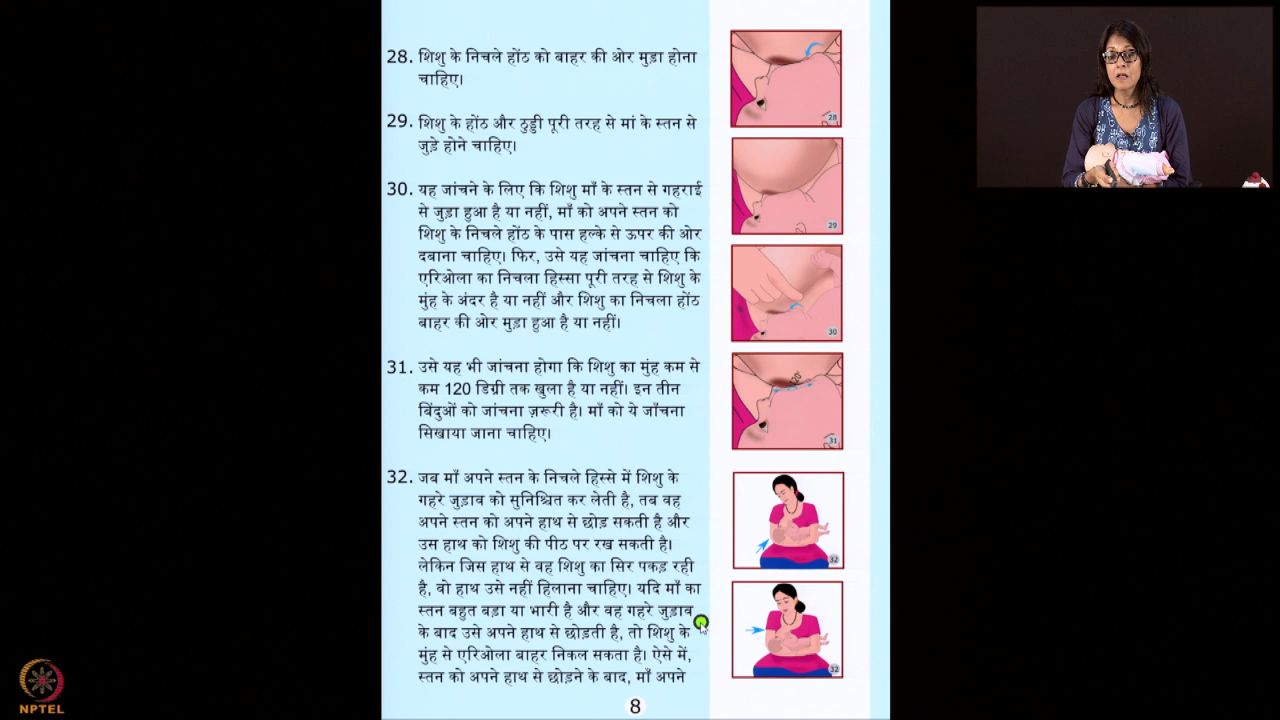 28. शिशु के निचले होंठ को बाहर की ओर मुड़ा होना
चाहिए।
29. शिशु के होंठ और ठुड्डी पूरी तरह से मां के स्तन से
जुड़े होने चाहिए।
30. यह जांचने के लिए कि शिशु माँ के स्तन से गहराई
से जुड़ा हुआ है या नहीं, माँ को अपने स्तन को
शिशु के निचले होंठ के पास हल्के से ऊपर की ओर
दबाना चाहिए। फिर, उसे यह जांचना चाहिए कि
एरिओला का निचला हिस्सा पूरी तरह से शिशु के
मुंह के अंदर है या नहीं और शिशु का निचला होंठ
बाहर की ओर मुड़ा हुआ है या नहीं।
31. उसे यह भी जांचना होगा कि शिशु का मुंह कम से
कम 120 डिग्री तक खुला है या नहीं। इन तीन
बिंदुओं को जांचना ज़रूरी है। माँ को ये जाँचना
सिखाया जाना चाहिए।
32. जब माँ अपने स्तन के निचले हिस्से में शिशु के
गहरे जुड़ाव को सुनिश्चित कर लेती है, तब वह
अपने स्तन को अपने हाथ से छोड़ सकती है और
उस हाथ को शिशु की पीठ पर रख सकती है।
लेकिन जिस हाथ से वह शिशु का सिर पकड़ रही
है, वो हाथ उसे नहीं हिलाना चाहिए। यदि माँ का
स्तन बहुत बड़ा या भारी है और वह गहरे जुड़ाव
के बाद उसे अपने हाथ से छोड़ती है, तो शिशु के
मुंह से एरिओला बाहर निकल सकता है। ऐसे में,
स्तन को अपने हाथ से छोड़ने के बाद, माँ अपने
28
29
30
31
32
32
8
NPTEL